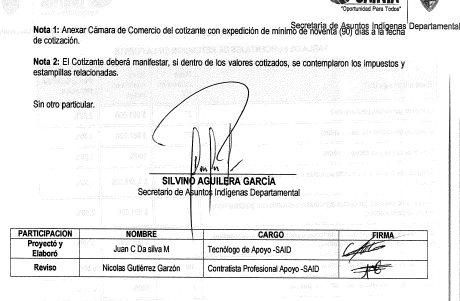 "Oportunidad Para Todos"
Secretaria de Asuntos Indígenas Departamental
Nota 1: Anexar Cámara de Comercio del cotizante con expedición de mínimo de noventa (90) días a la fecha
de cotización.
Nota 2: El Cotizante deberá manifestar, si dentro de los valores cotizados, se contemplaron los impuestos y
estampillas relacionadas.
Sin otro particular.
SILVINO AGUILERA GARCÍA
Secretario de Asuntos Indígenas Departamental
PARTICIPACION NOMBRE CARGO FIRMA
Proyectó y
Elaboró Juan C Da silva M Tecnólogo de Apoyo -SAID
Reviso Nicolas Gutiérrez Garzón Contratista Profesional Apoyo -SAID